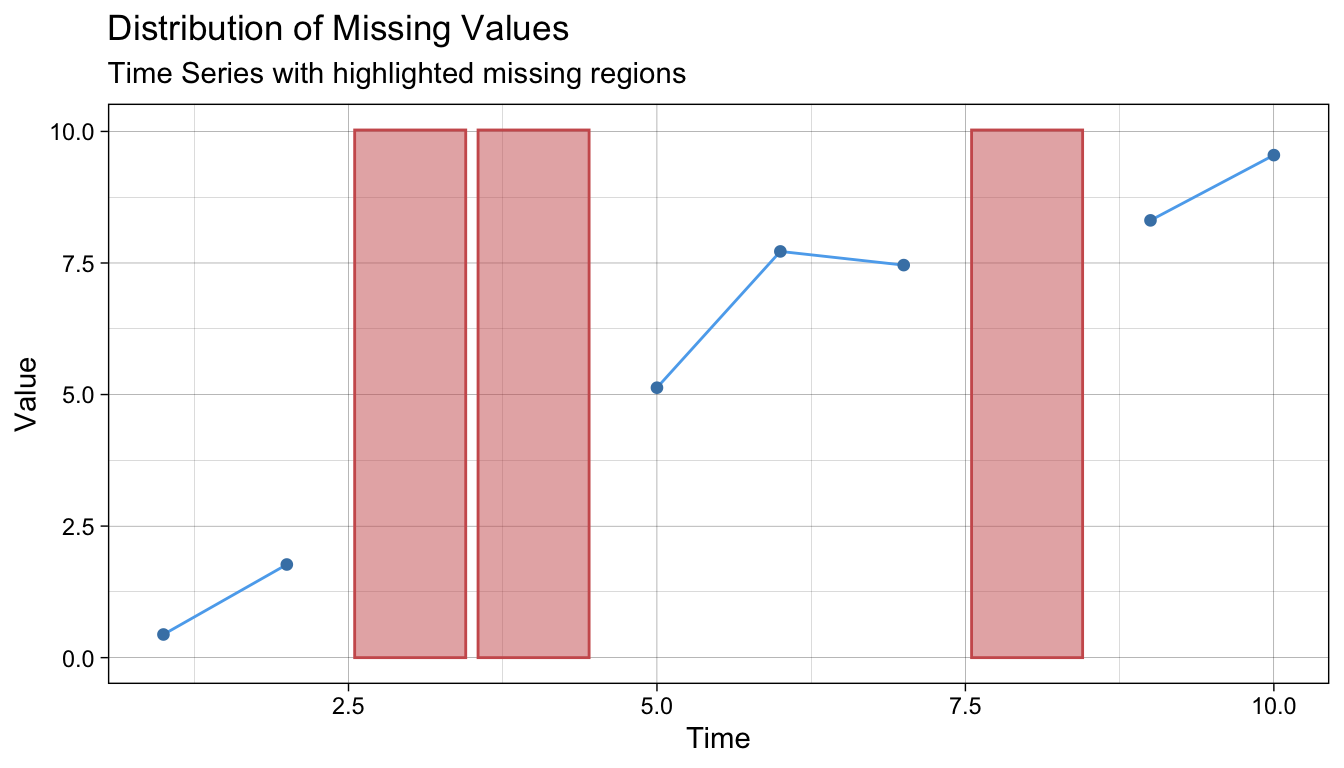 Distribution of Missing Values
Time Series with highlighted missing regions
10.0
7.5
5.0
2.5
0.0
Value
2.5 5.0 7.5 10.0
Time